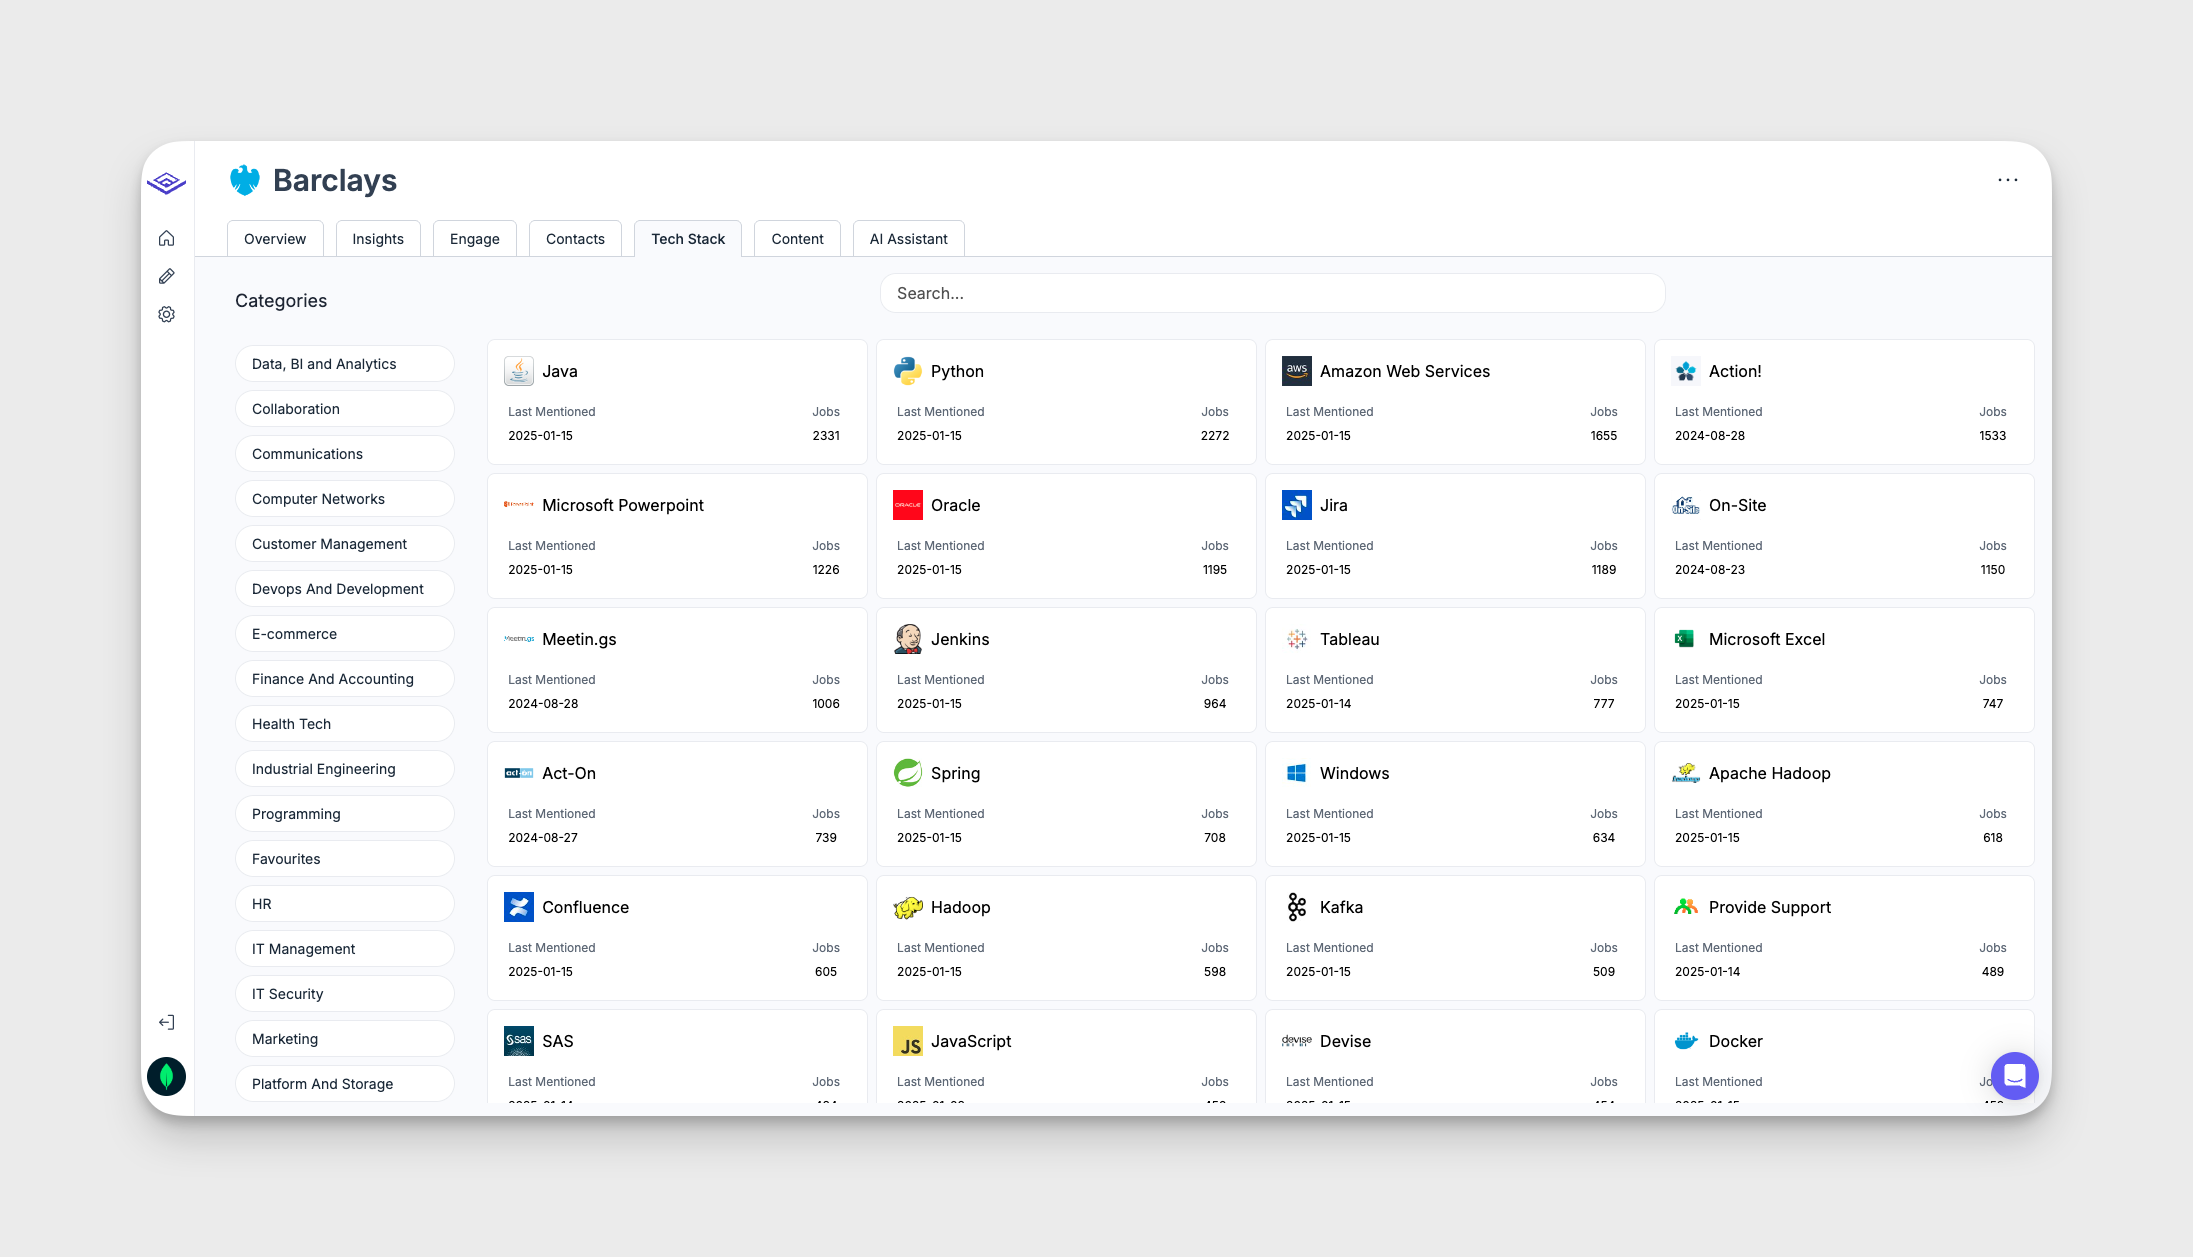 Barclays
...
Overview Insights Engage Contacts Tech Stack Content AI Assistant
Categories
Search...
Data, BI and Analytics
Collaboration
Communications
Computer Networks
Customer Management
Devops And Development
E-commerce
Finance And Accounting
Health Tech
Industrial Engineering
Programming
Favourites
HR
IT Management
IT Security
Marketing
Platform And Storage
Java
Last Mentioned Jobs
2025-01-15 2331
Python
Last Mentioned Jobs
2025-01-15 2272
aws
Amazon Web Services
Last Mentioned Jobs
2025-01-15 1655
Action!
Last Mentioned Jobs
2024-08-28 1533
Microsoft Powerpoint
Last Mentioned Jobs
2025-01-15 1226
ORACLE
Oracle
Last Mentioned Jobs
2025-01-15 1195
Jira
Last Mentioned Jobs
2025-01-15 1189
On-Site
On-Site
Last Mentioned Jobs
2024-08-23 1150
Meetin.gs
Meetin.gs
Last Mentioned Jobs
2024-08-28 1006
Jenkins
Last Mentioned Jobs
2025-01-15 964
Tableau
Last Mentioned Jobs
2025-01-14 777
Microsoft Excel
Last Mentioned Jobs
2025-01-15 747
act-on
Act-On
Last Mentioned Jobs
2024-08-27 739
Spring
Last Mentioned Jobs
2025-01-15 708
Windows
Last Mentioned Jobs
2025-01-15 634
Apache Hadoop
Last Mentioned Jobs
2025-01-15 618
Confluence
Last Mentioned Jobs
2025-01-15 605
Hadoop
Last Mentioned Jobs
2025-01-15 598
Kafka
Last Mentioned Jobs
2025-01-15 509
Provide Support
Last Mentioned Jobs
2025-01-14 489
sas
SAS
Last Mentioned Jobs
JS
JavaScript
Last Mentioned Jobs
devise
Devise
Last Mentioned Jobs
Docker
Last Mentioned